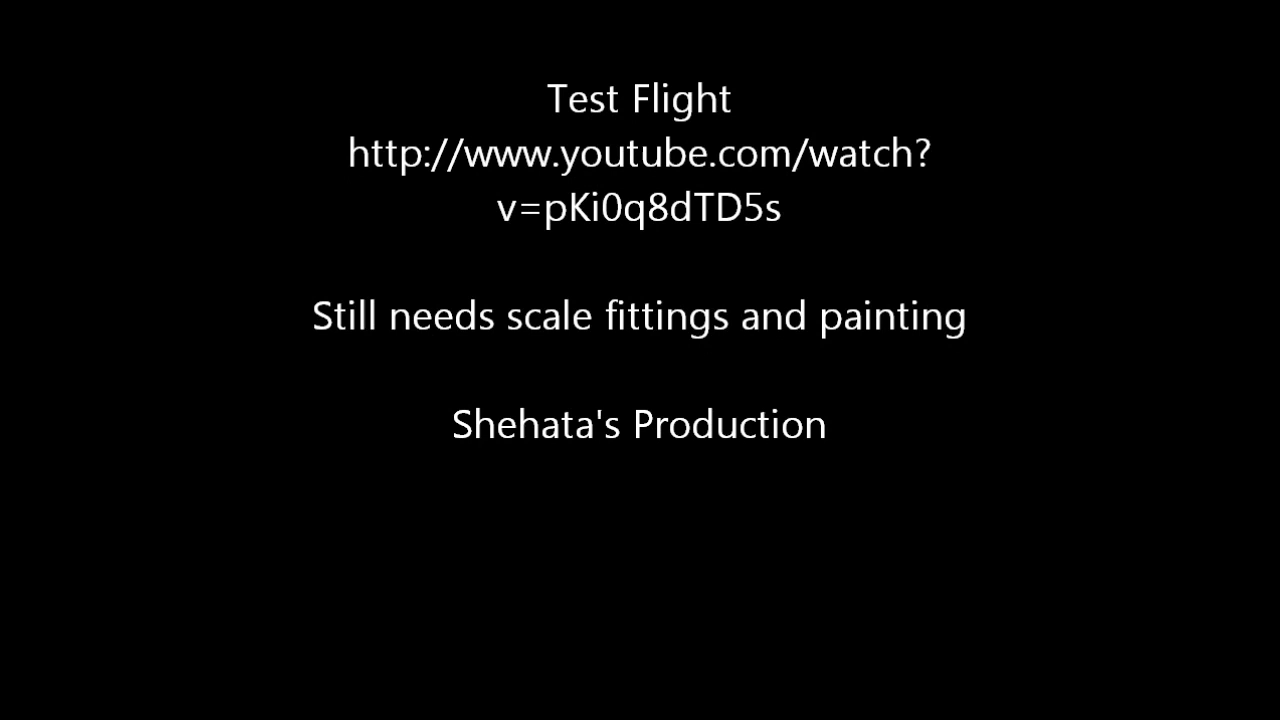 Test Flight
http://www.youtube.com/watch?
v=pKi0q8dTD5s
Still needs scale fittings and painting
Shehata's Production